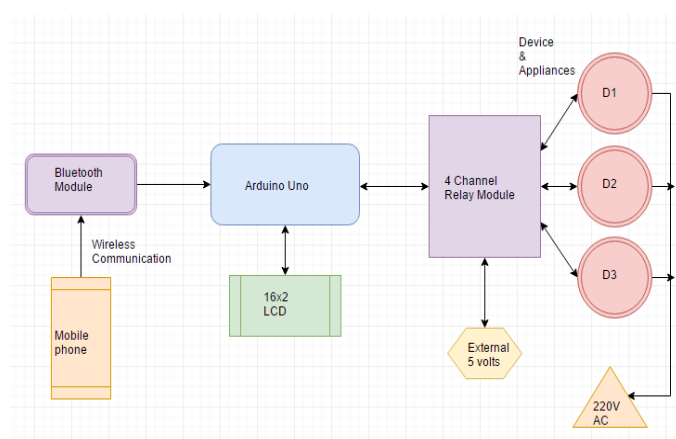 Device
&
Appliances
D1
Bluetooth
Module
Arduino Uno
4 Channel
Relay Module
D2
Wireless
Communication
D3
16x2
LCD
Mobile
phone
External
5 volts
220V
AC